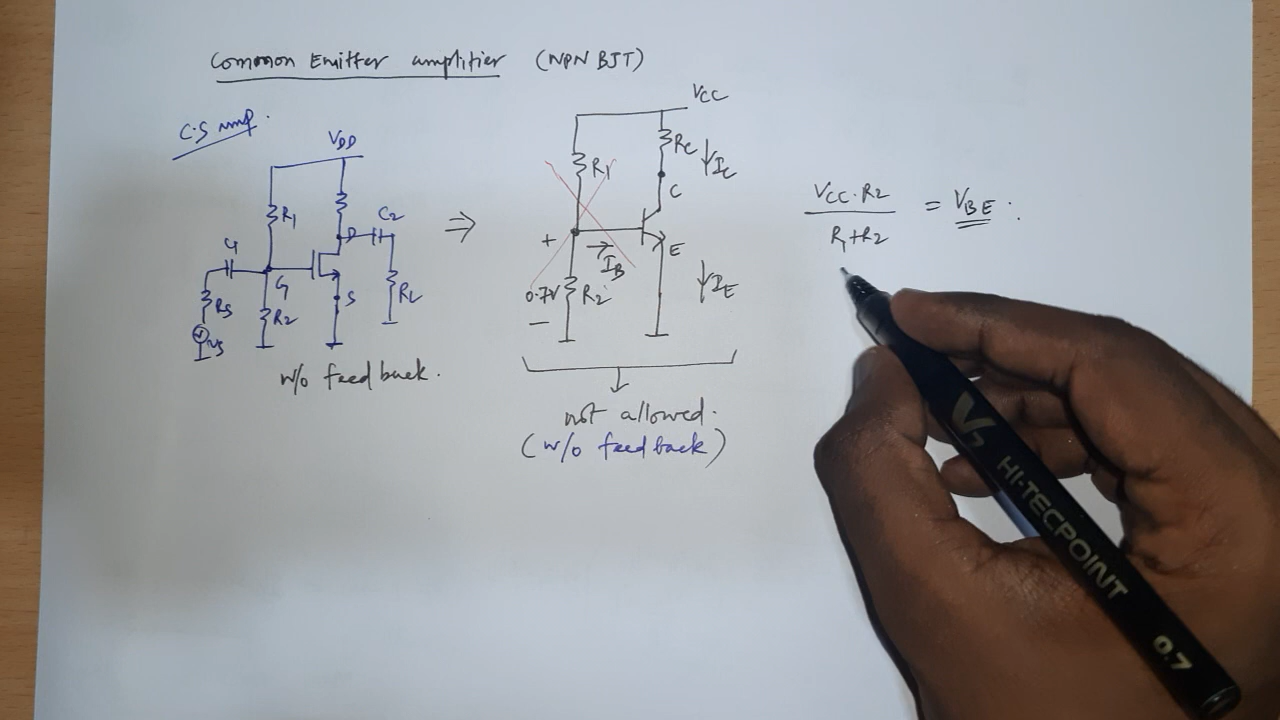 Common Emitter amplifier (NPN BJT)
C.S amp.
VDD
R1
C2
C1
D
G
S
RS
R2
RL
vs
w/o feedback.
⇒
VCC
R1
RC
IC
C
+
IB
E
0.7V
R2
IE
−
not allowed.
(w/o feedback)
VCC·R2
R1+R2
= VBE.
V7
HI-TECPOINT
0.7